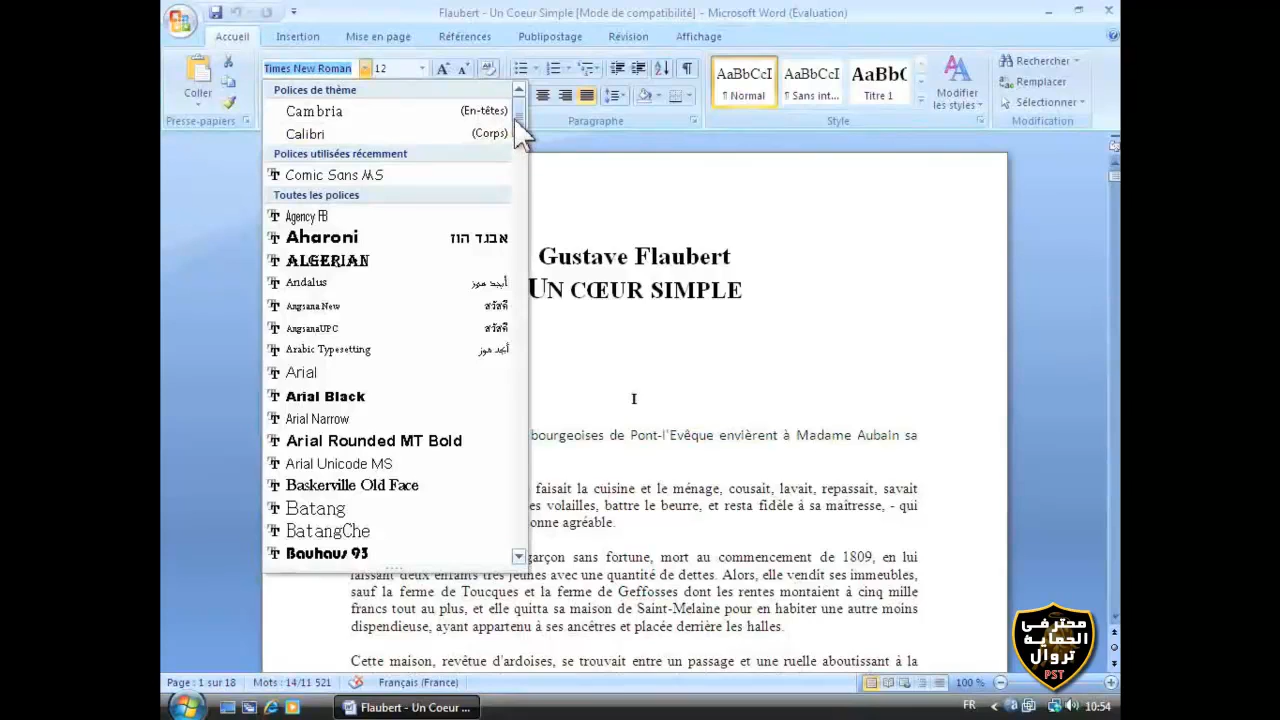 Flaubert - Un Coeur Simple [Mode de compatibilité] - Microsoft Word (Évaluation)
Accueil Insertion Mise en page Références Publipostage Révision Affichage
Times New Roman 12
Coller
Presse-papiers
AaBbCcI AaBbCcI AaBbC
¶ Normal ¶ Sans int... Titre 1
Modifier les styles
Rechercher
Remplacer
Sélectionner
Paragraphe Style Modification
Polices de thème
Cambria (En-têtes)
Calibri (Corps)
Polices utilisées récemment
Comic Sans MS
Toutes les polices
Agency FB
Aharoni אבגד הוז
ALGERIAN
Andalus أبجد هوز
Angsana New สวัสดี
AngsanaUPC สวัสดี
Arabic Typesetting أبجد هوز
Arial
Arial Black
Arial Narrow
Arial Rounded MT Bold
Arial Unicode MS
Baskerville Old Face
Batang
BatangChe
Bauhaus 93
Gustave Flaubert
UN CŒUR SIMPLE
I
bourgeoises de Pont-l'Evêque envièrent à Madame Aubain sa
faisait la cuisine et le ménage, cousait, lavait, repassait, savait
es volailles, battre le beurre, et resta fidèle à sa maîtresse, - qui
onne agréable.
garçon sans fortune, mort au commencement de 1809, en lui
laissant deux enfants très jeunes avec une quantité de dettes. Alors, elle vendit ses immeubles,
sauf la ferme de Toucques et la ferme de Geffosses dont les rentes montaient à cinq mille
francs tout au plus, et elle quitta sa maison de Saint-Melaine pour en habiter une autre moins
dispendieuse, ayant appartenu à ses ancêtres et placée derrière les halles.
Cette maison, revêtue d'ardoises, se trouvait entre un passage et une ruelle aboutissant à la
محترفى
الحماية
تروال
PST
Page : 1 sur 18 Mots : 14/11 521 Français (France) 100 %
Flaubert - Un Coeur ... FR 10:54